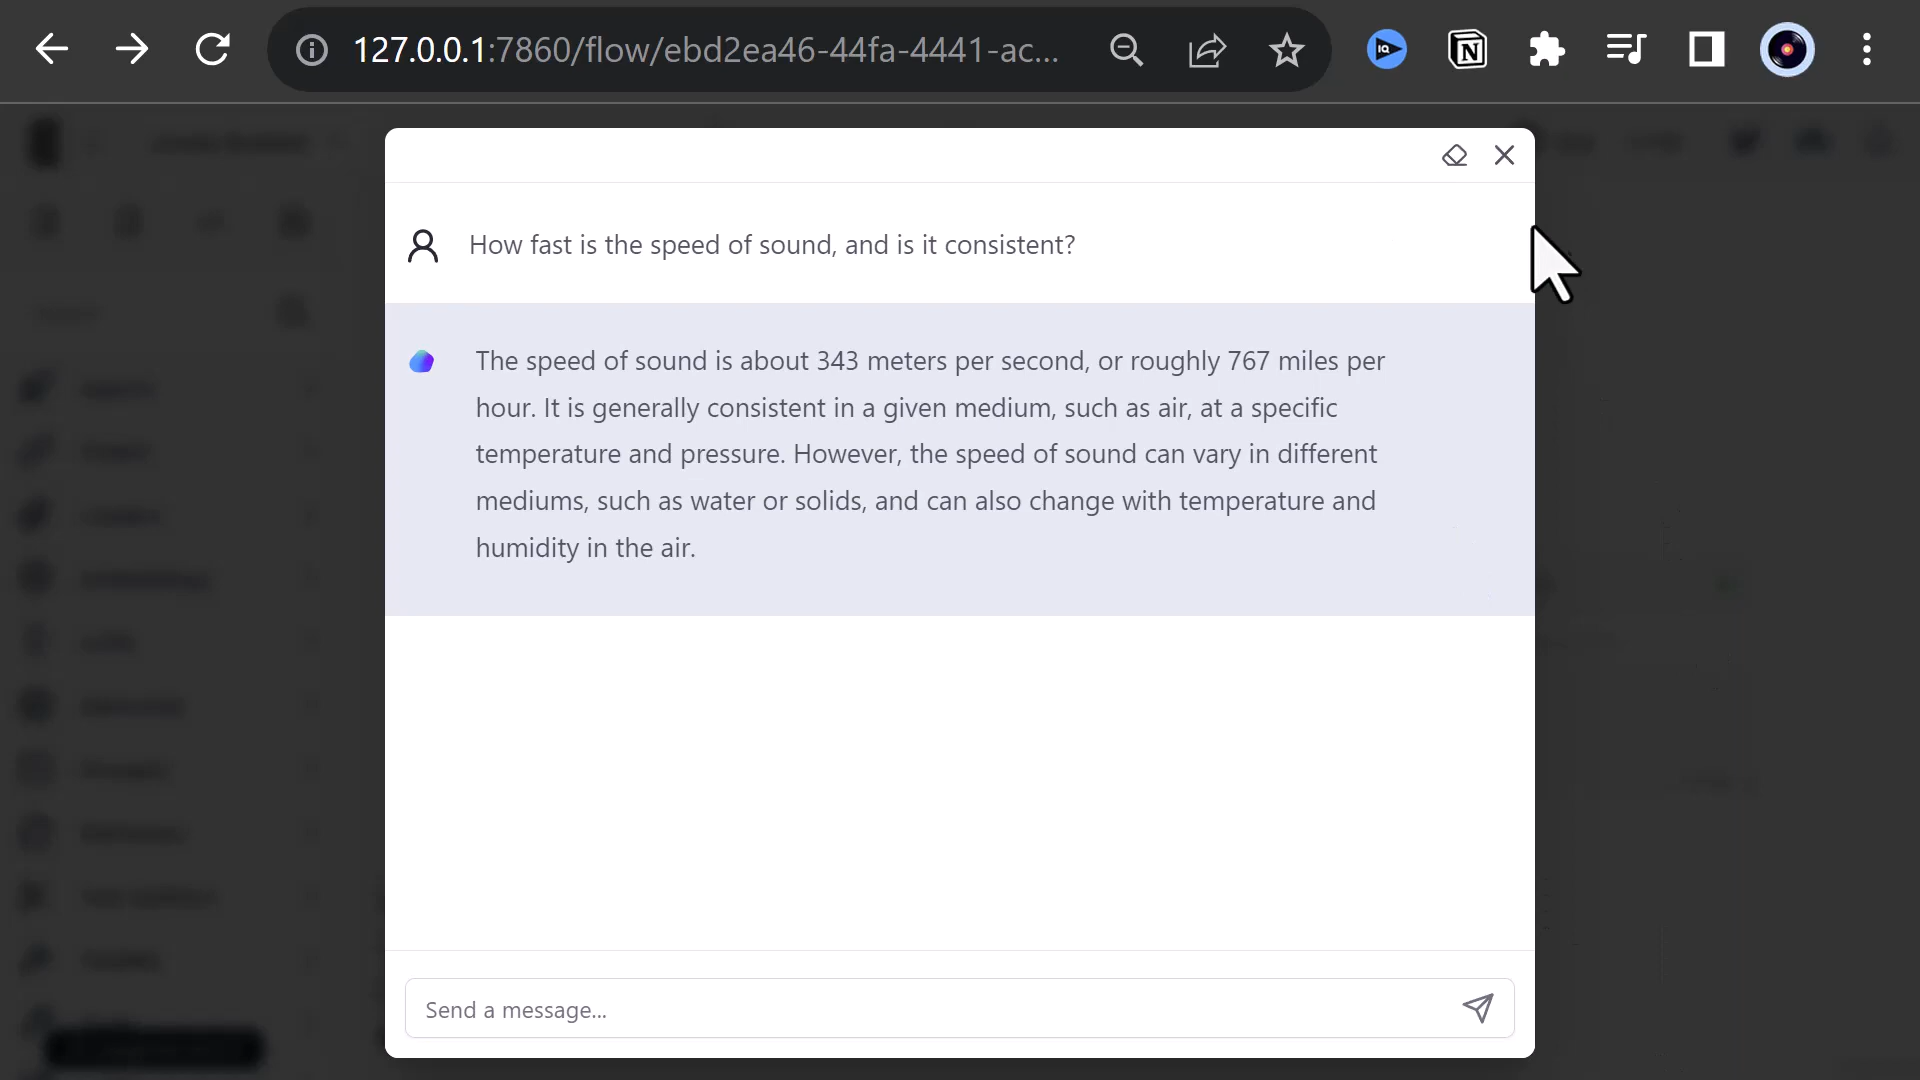 127.0.0.1:7860/flow/ebd2ea46-44fa-4441-ac...
How fast is the speed of sound, and is it consistent?
The speed of sound is about 343 meters per second, or roughly 767 miles per
hour. It is generally consistent in a given medium, such as air, at a specific
temperature and pressure. However, the speed of sound can vary in different
mediums, such as water or solids, and can also change with temperature and
humidity in the air.
Send a message...